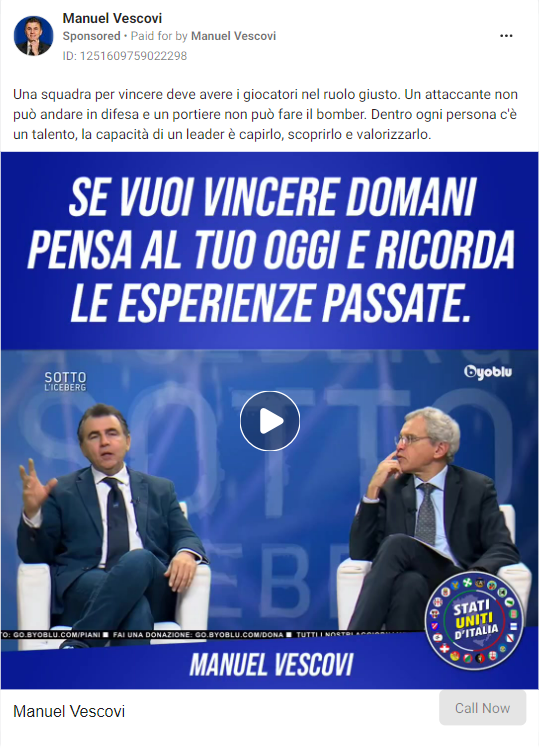 Manuel Vescovi
Sponsored • Paid for by Manuel Vescovi
ID: 1251609759022298
Una squadra per vincere deve avere i giocatori nel ruolo giusto. Un attaccante non
può andare in difesa e un portiere non può fare il bomber. Dentro ogni persona c'è
un talento, la capacità di un leader è capirlo, scoprirlo e valorizzarlo.
SE VUOI VINCERE DOMANI
PENSA AL TUO OGGI E RICORDA
LE ESPERIENZE PASSATE.
SOTTO
L'ICEBERG
byoblu
SOTTO
STATI
UNITI
D'ITALIA
GO.BYOBLU.COM/PIANI ■ FAI UNA DONAZIONE: GO.BYOBLU.COM/DONA ■ TUTTI I NOSTRI
MANUEL VESCOVI
Manuel Vescovi
Call Now